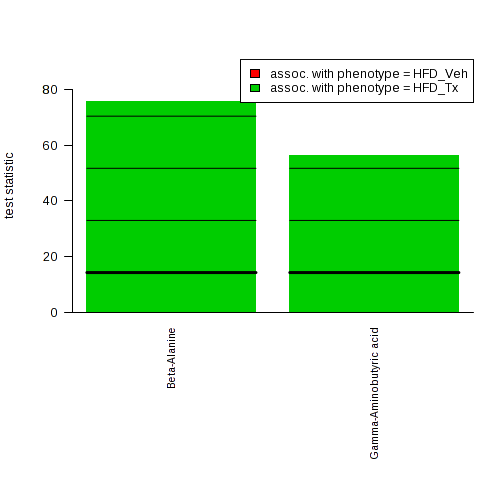 assoc. with phenotype = HFD_Veh
assoc. with phenotype = HFD_Tx
test statistic
80
60
40
20
0
Beta-Alanine
Gamma-Aminobutyric acid